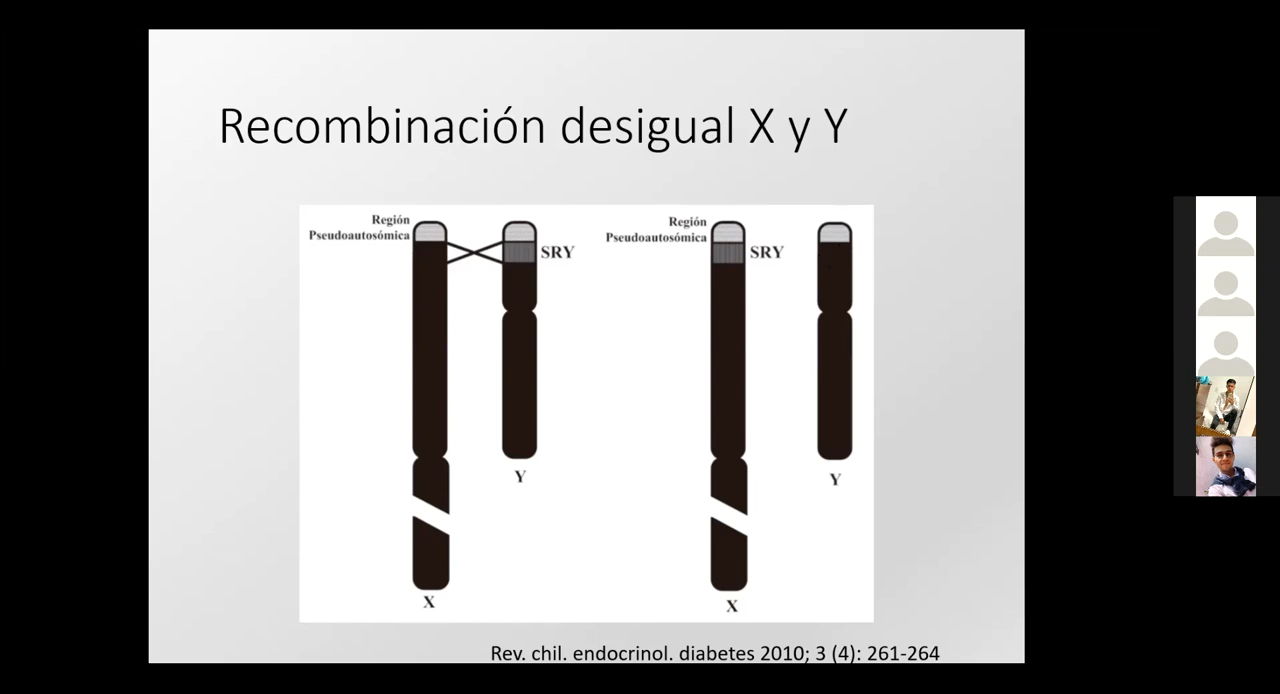 Recombinación desigual X y Y
Región
Pseudoautosómica
SRY
Y
X
Región
Pseudoautosómica
SRY
Y
X
Rev. chil. endocrinol. diabetes 2010; 3 (4): 261-264